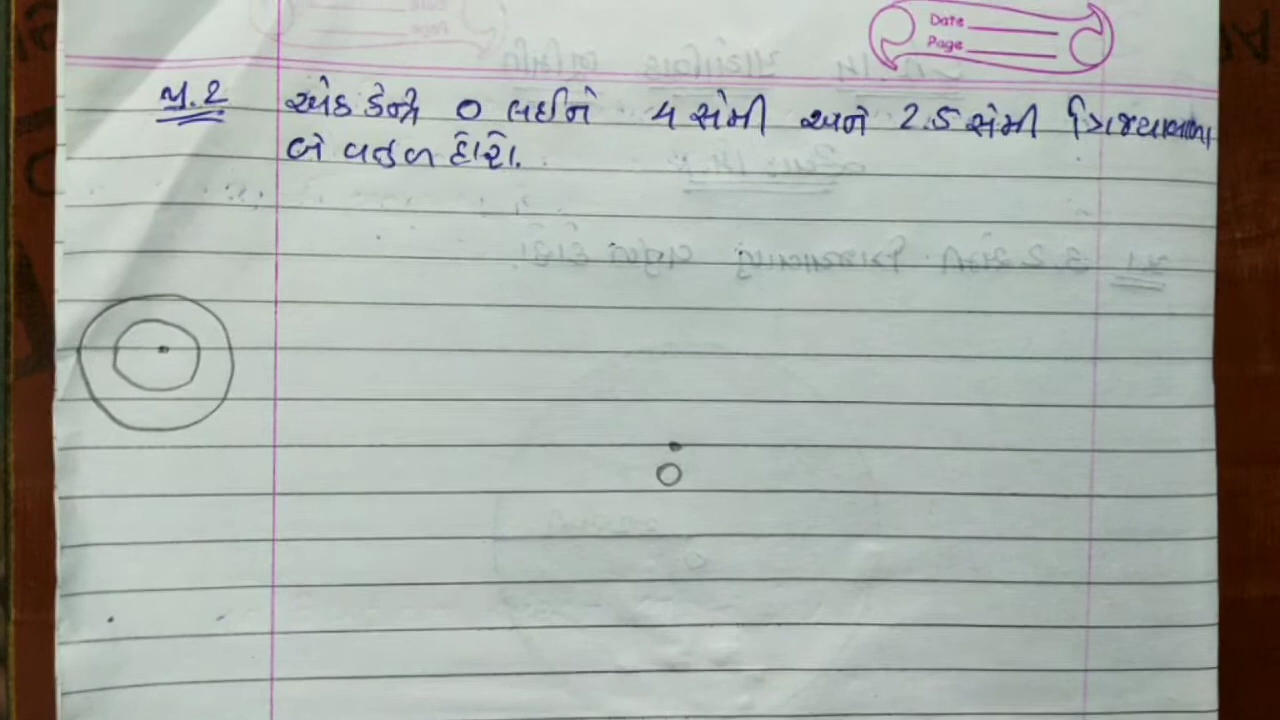 Date
Page
પ્ર.2 એક કેન્દ્ર O લઈને 4 સેમી અને 2.5 સેમી ત્રિજ્યાવાળા
બે વર્તુળ દોરો.
O